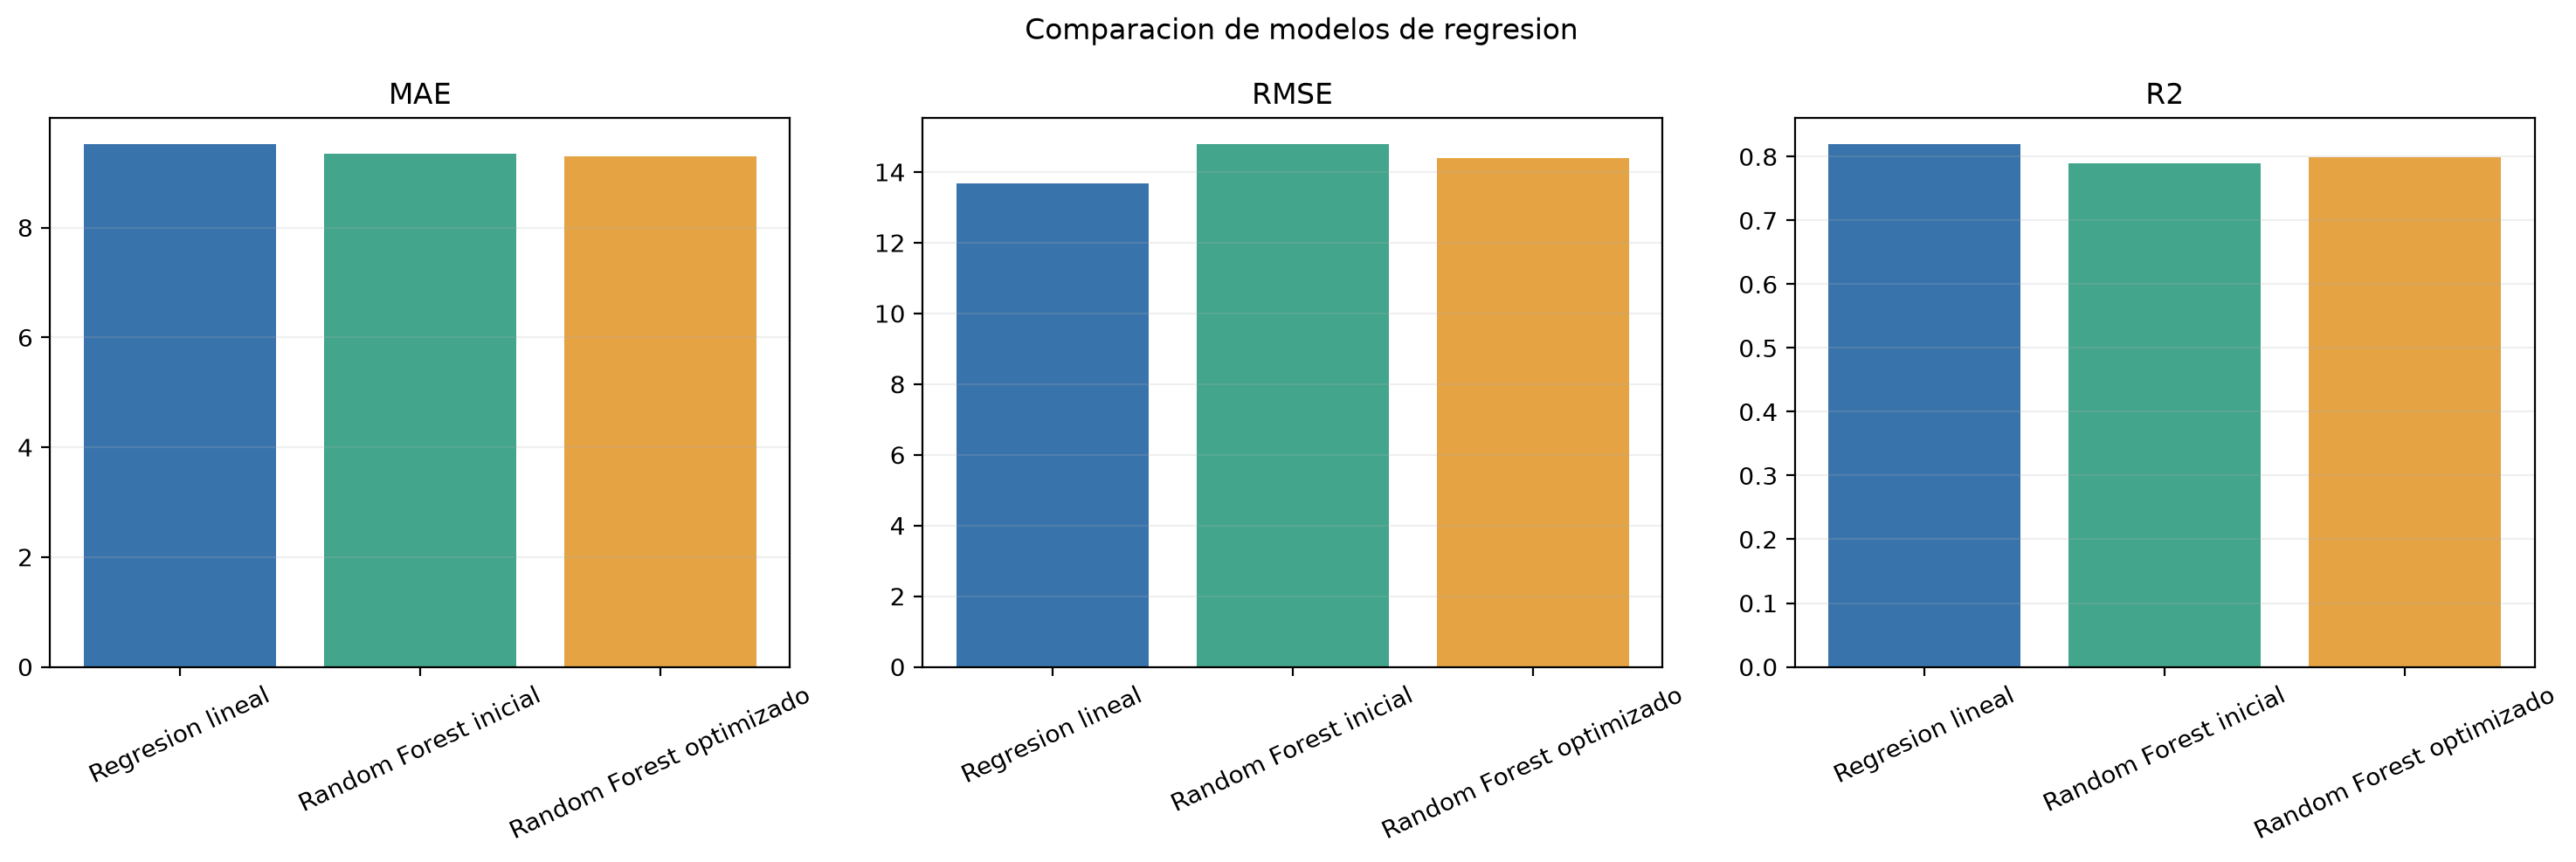 Comparacion de modelos de regresion
MAE
8
6
4
2
0
Regresion lineal
Random Forest inicial
Random Forest optimizado
RMSE
14
12
10
8
6
4
2
0
Regresion lineal
Random Forest inicial
Random Forest optimizado
R2
0.8
0.7
0.6
0.5
0.4
0.3
0.2
0.1
0.0
Regresion lineal
Random Forest inicial
Random Forest optimizado